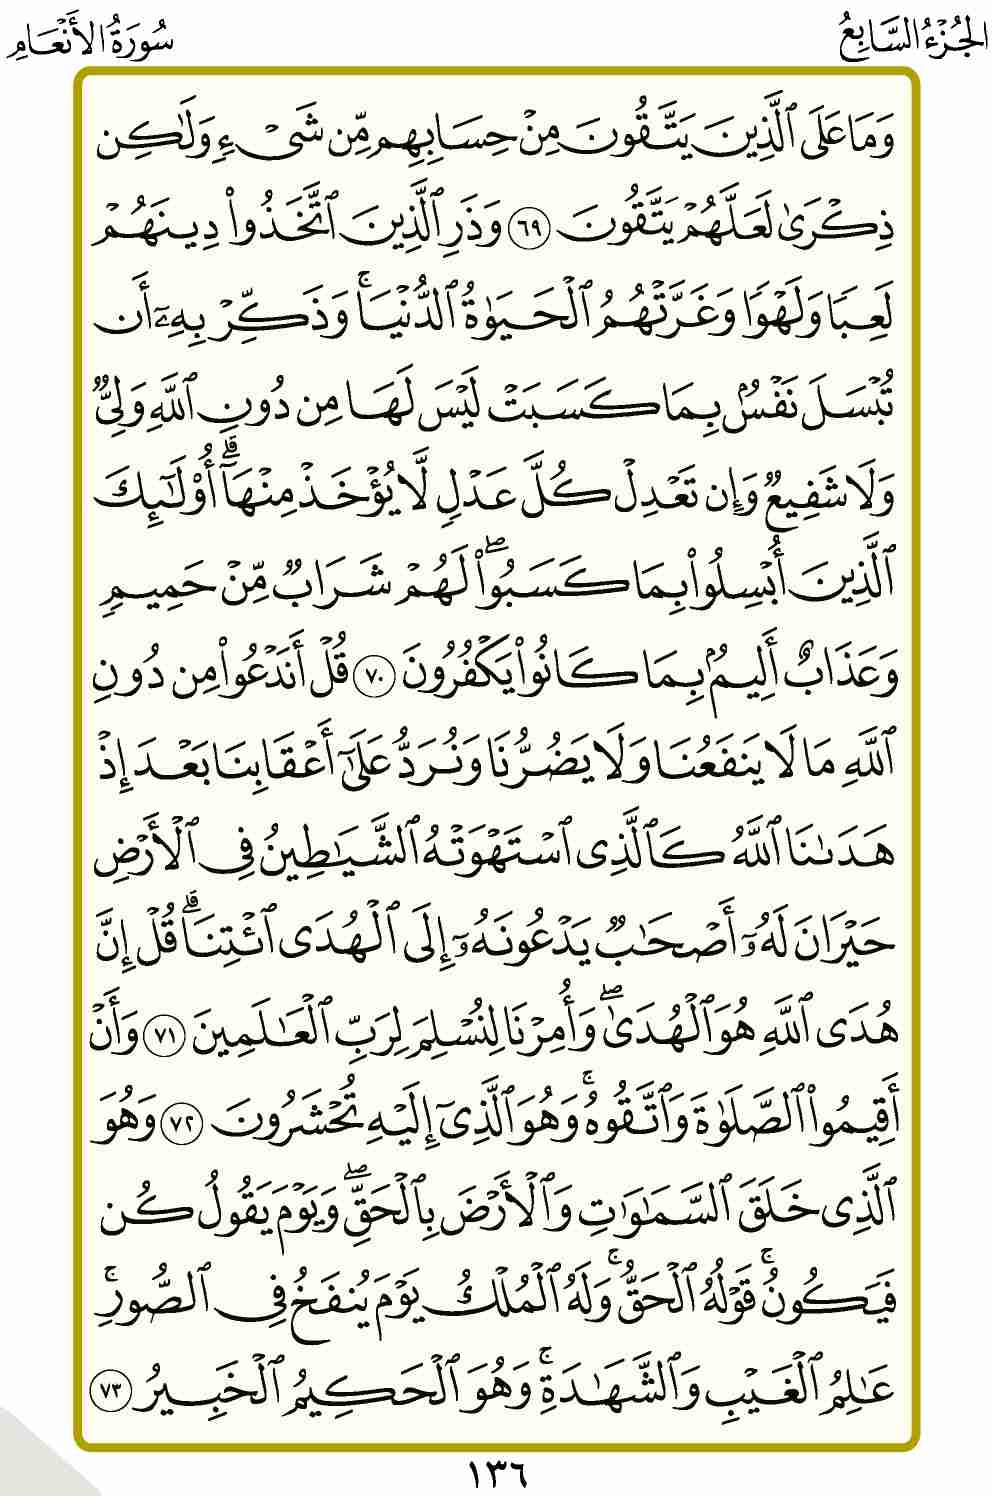 الجُزْءُ السَّابِعُ
سُورَةُ الأَنْعَامِ
وَمَا عَلَى ٱلَّذِينَ يَتَّقُونَ مِنْ حِسَابِهِم مِّن شَىْءٍ وَلَٰكِن
ذِكْرَىٰ لَعَلَّهُمْ يَتَّقُونَ ٦٩ وَذَرِ ٱلَّذِينَ ٱتَّخَذُوا۟ دِينَهُمْ
لَعِبًا وَلَهْوًا وَغَرَّتْهُمُ ٱلْحَيَوٰةُ ٱلدُّنْيَا ۚ وَذَكِّرْ بِهِۦٓ أَن
تُبْسَلَ نَفْسٌۢ بِمَا كَسَبَتْ لَيْسَ لَهَا مِن دُونِ ٱللَّهِ وَلِىٌّ
وَلَا شَفِيعٌ وَإِن تَعْدِلْ كُلَّ عَدْلٍ لَّا يُؤْخَذْ مِنْهَآ ۗ أُو۟لَٰٓئِكَ
ٱلَّذِينَ أُبْسِلُوا۟ بِمَا كَسَبُوا۟ ۖ لَهُمْ شَرَابٌ مِّنْ حَمِيمٍ
وَعَذَابٌ أَلِيمٌۢ بِمَا كَانُوا۟ يَكْفُرُونَ ٧٠ قُلْ أَنَدْعُوا۟ مِن دُونِ
ٱللَّهِ مَا لَا يَنفَعُنَا وَلَا يَضُرُّنَا وَنُرَدُّ عَلَىٰٓ أَعْقَابِنَا بَعْدَ إِذْ
هَدَىٰنَا ٱللَّهُ كَٱلَّذِى ٱسْتَهْوَتْهُ ٱلشَّيَٰطِينُ فِى ٱلْأَرْضِ
حَيْرَانَ لَهُۥٓ أَصْحَٰبٌ يَدْعُونَهُۥٓ إِلَى ٱلْهُدَى ٱئْتِنَا ۗ قُلْ إِنَّ
هُدَى ٱللَّهِ هُوَ ٱلْهُدَىٰ ۖ وَأُمِرْنَا لِنُسْلِمَ لِرَبِّ ٱلْعَٰلَمِينَ ٧١ وَأَنْ
أَقِيمُوا۟ ٱلصَّلَوٰةَ وَٱتَّقُوهُ ۚ وَهُوَ ٱلَّذِىٓ إِلَيْهِ تُحْشَرُونَ ٧٢ وَهُوَ
ٱلَّذِى خَلَقَ ٱلسَّمَٰوَٰتِ وَٱلْأَرْضَ بِٱلْحَقِّ ۖ وَيَوْمَ يَقُولُ كُن
فَيَكُونُ ۚ قَوْلُهُ ٱلْحَقُّ ۚ وَلَهُ ٱلْمُلْكُ يَوْمَ يُنفَخُ فِى ٱلصُّورِ ۚ
عَٰلِمُ ٱلْغَيْبِ وَٱلشَّهَٰدَةِ ۚ وَهُوَ ٱلْحَكِيمُ ٱلْخَبِيرُ ٧٣
١٣٦